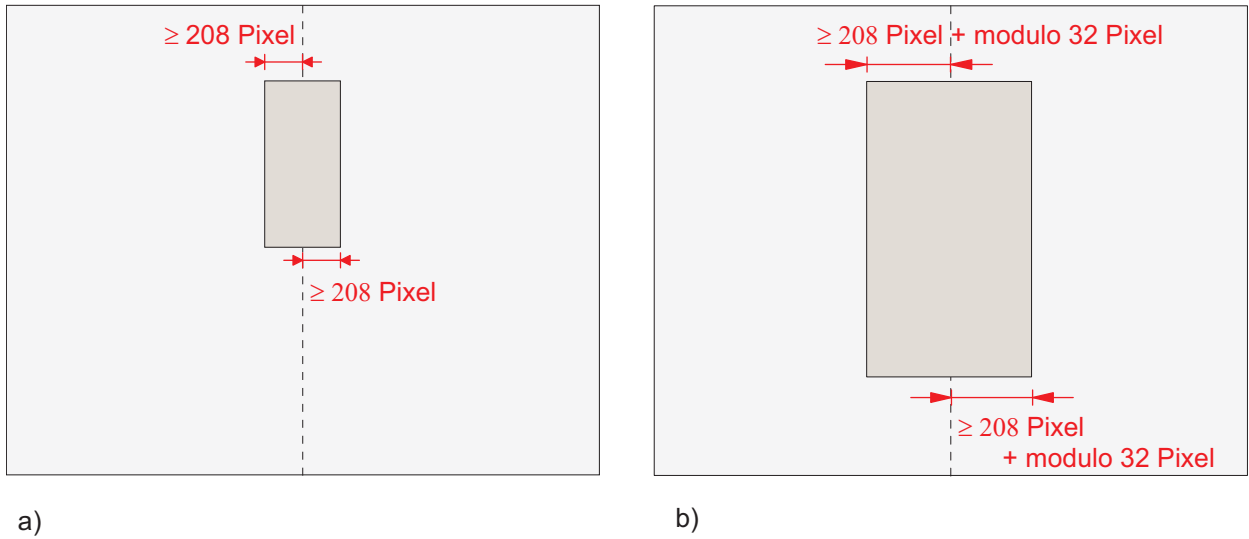 ≥ 208 Pixel
≥ 208 Pixel
a)
≥ 208 Pixel + modulo 32 Pixel
≥ 208 Pixel
+ modulo 32 Pixel
b)